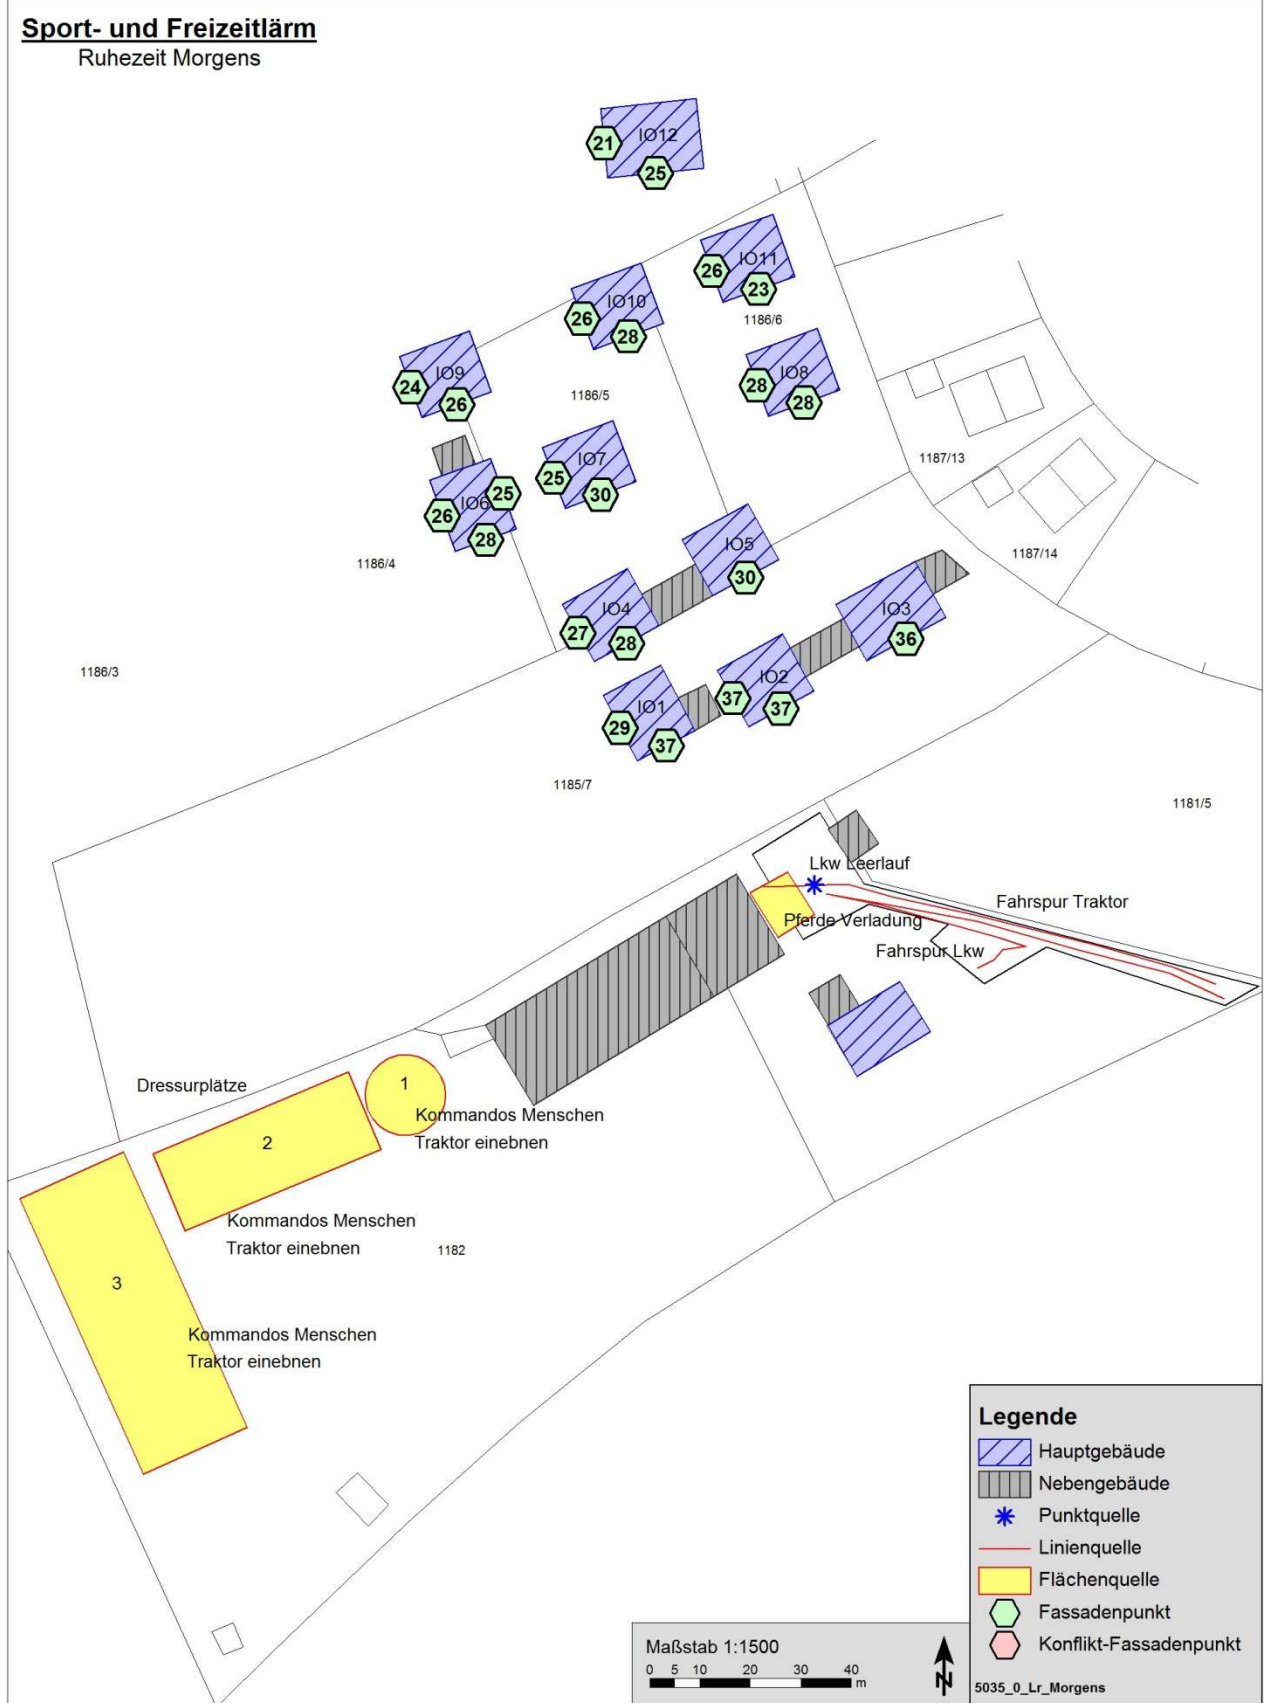 Sport- und Freizeitlärm
Ruhezeit Morgens
IO12
21
25
IO11
26
23
1186/6
IO10
26
28
IO9
24
26
1186/5
IO8
28
28
IO7
25
30
IO6
25
26
28
1187/13
1187/14
1186/4
IO5
30
IO4
27
28
IO3
36
1186/3
IO2
37
37
IO1
29
37
1185/7
1181/5
Lkw Leerlauf
Fahrspur Traktor
Pferde Verladung
Fahrspur Lkw
Dressurplätze
1
Kommandos Menschen
Traktor einebnen
2
Kommandos Menschen
Traktor einebnen
1182
3
Kommandos Menschen
Traktor einebnen
Legende
Hauptgebäude
Nebengebäude
Punktquelle
Linienquelle
Flächenquelle
Fassadenpunkt
Konflikt-Fassadenpunkt
Maßstab 1:1500
0 5 10 20 30 40
m
N
5035_0_Lr_Morgens